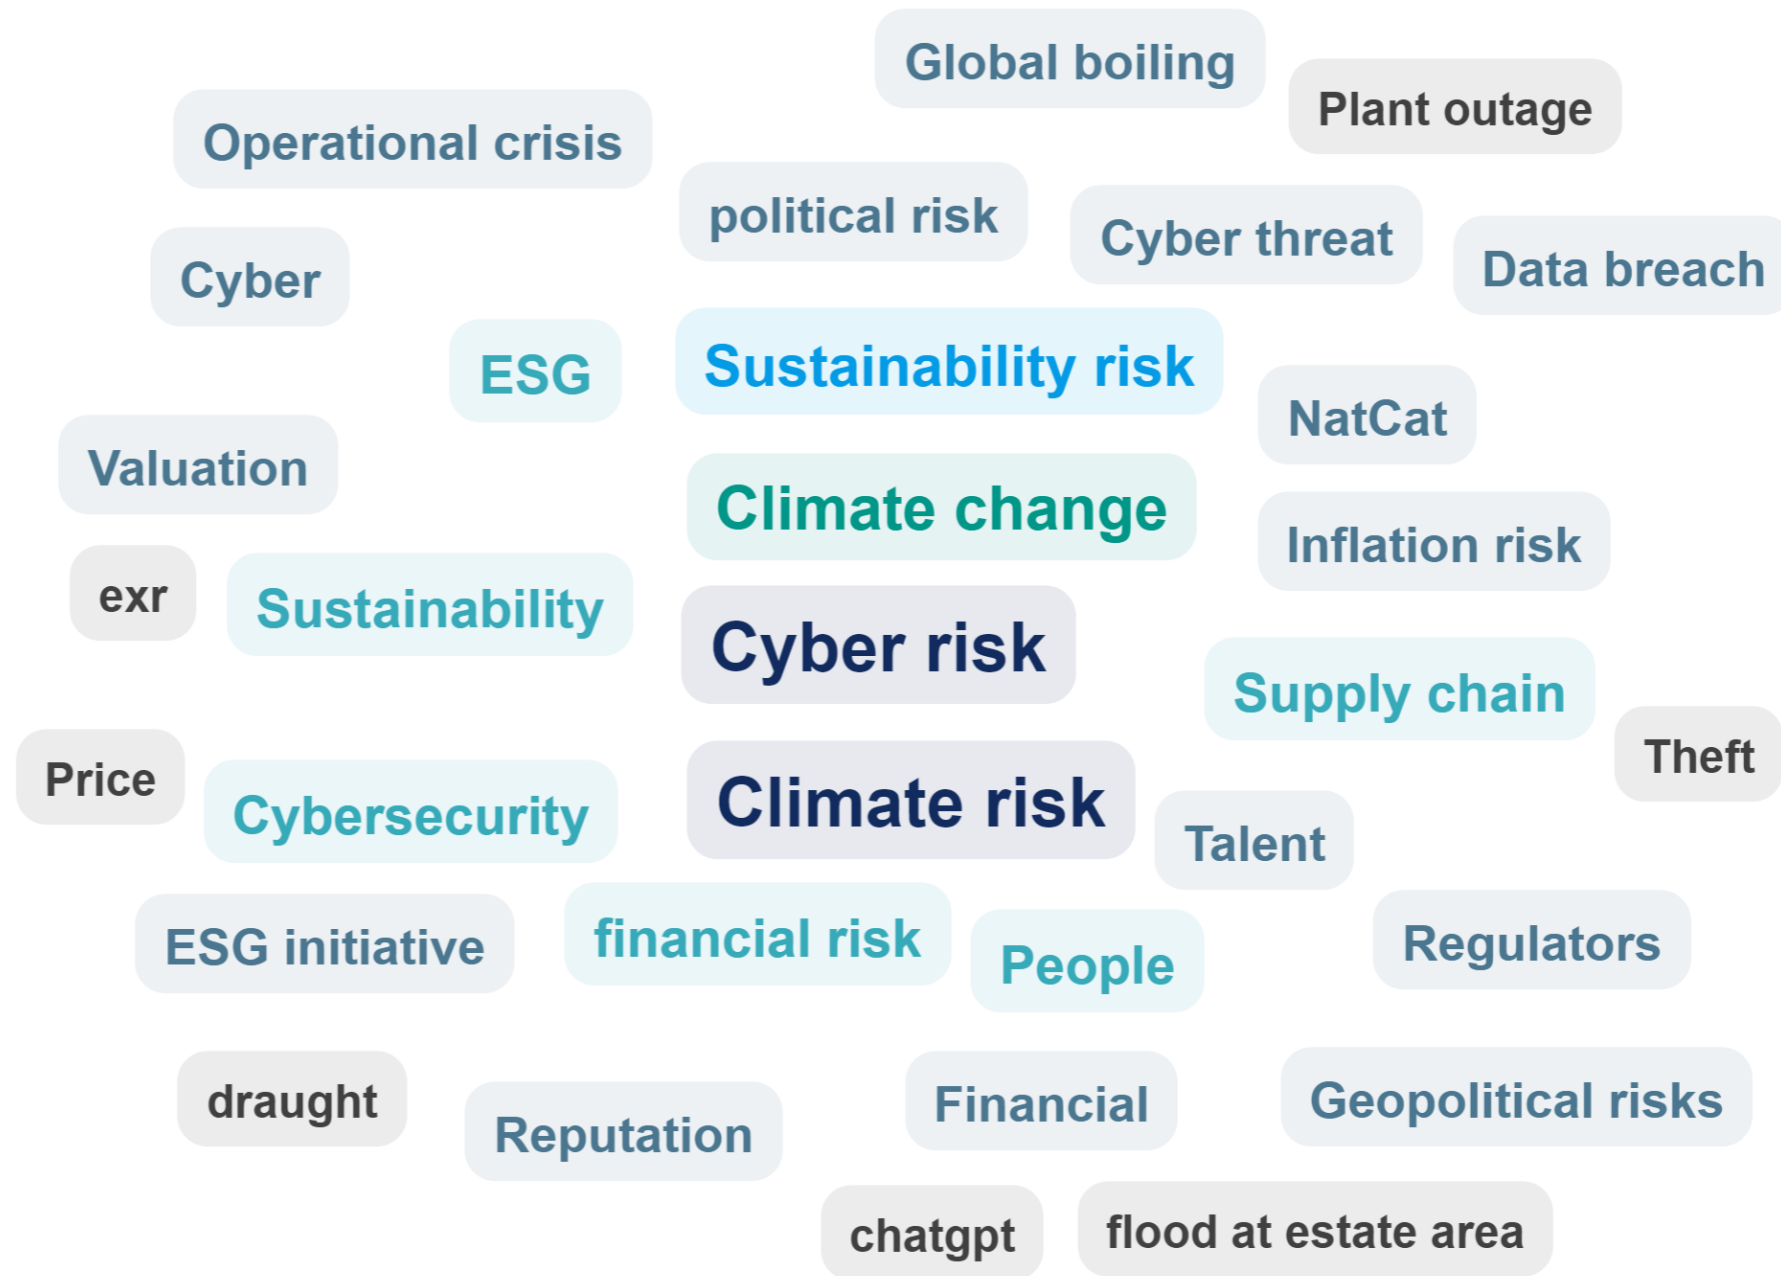 Global boiling
Plant outage
Operational crisis
political risk
Cyber threat
Data breach
Cyber
ESG
Sustainability risk
NatCat
Valuation
Climate change
Inflation risk
exr
Sustainability
Cyber risk
Supply chain
Theft
Price
Cybersecurity
Climate risk
Talent
ESG initiative
financial risk
People
Regulators
draught
Reputation
Financial
Geopolitical risks
chatgpt
flood at estate area